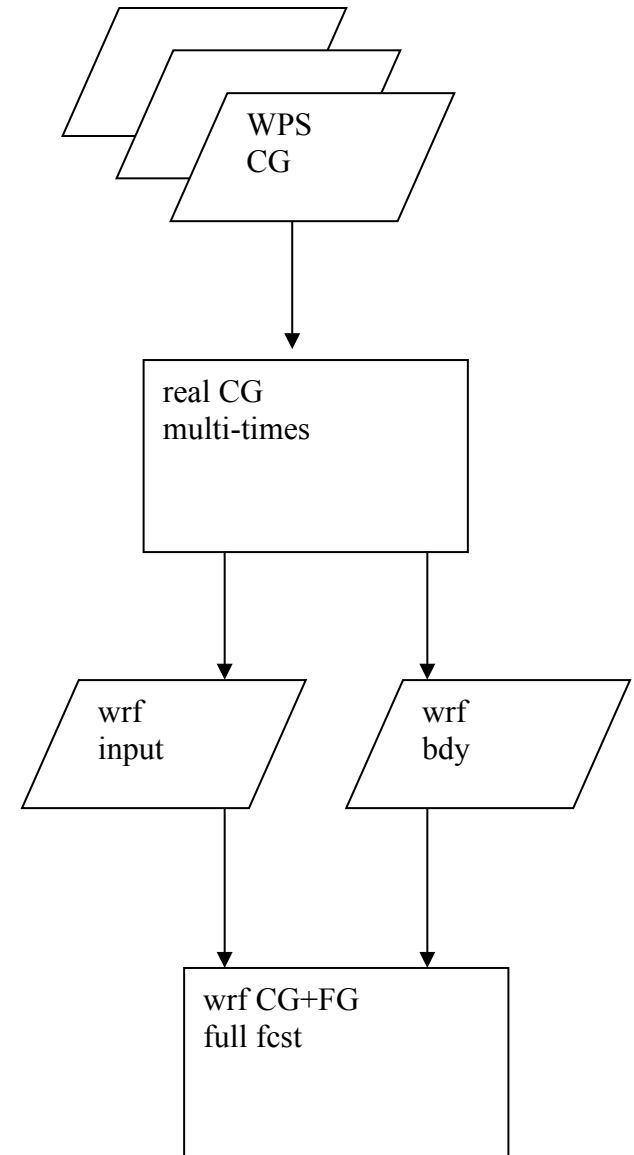 WPS
CG
real CG
multi-times
wrf
input
wrf
bdy
wrf CG+FG
full fcst